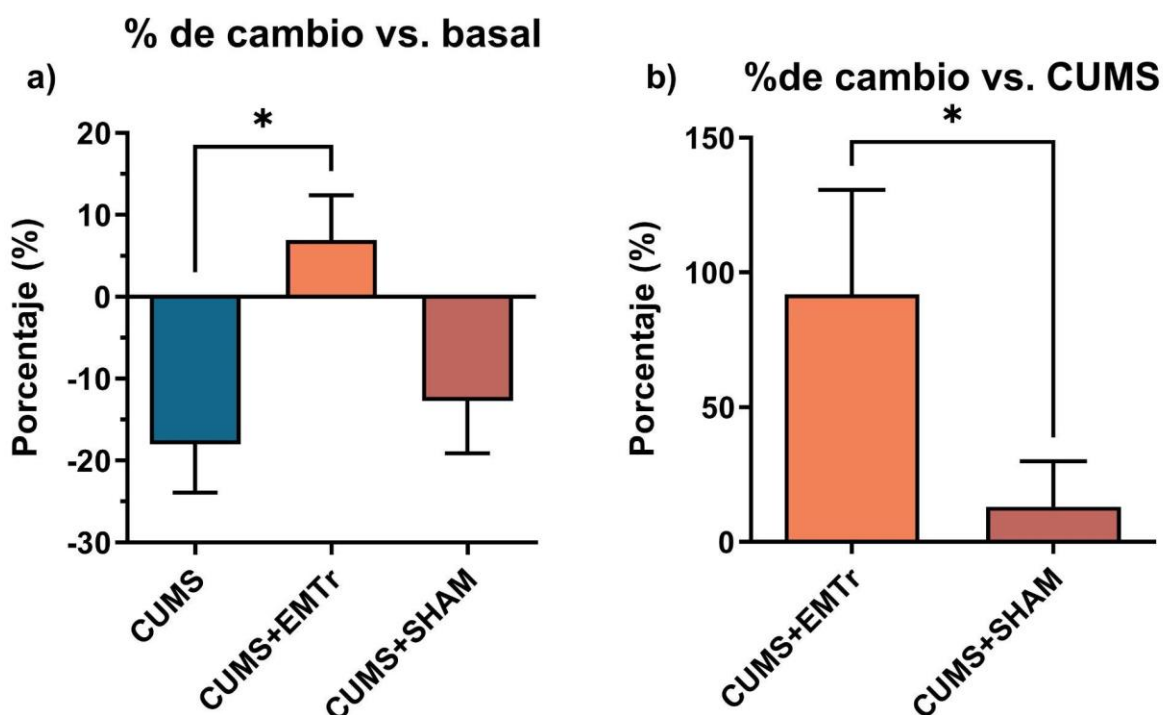 % de cambio vs. basal
a)
*
20
10
0
-10
-20
-30
Porcentaje (%)
CUMS
CUMS+EMTr
CUMS+SHAM
b)
%de cambio vs. CUMS
*
150
100
50
0
Porcentaje (%)
CUMS+EMTr
CUMS+SHAM